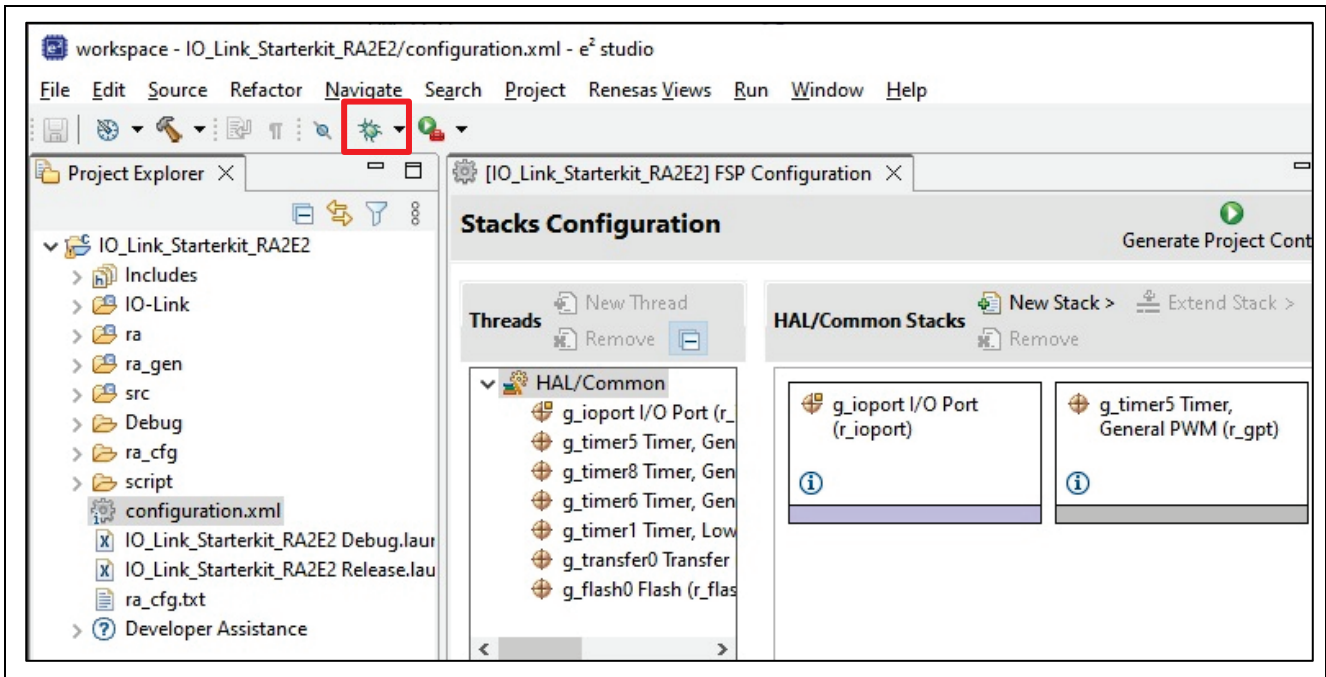 workspace - IO_Link_Starterkit_RA2E2/configuration.xml - e² studio
File Edit Source Refactor Navigate Search Project Renesas Views Run Window Help
Project Explorer
[IO_Link_Starterkit_RA2E2] FSP Configuration
Stacks Configuration
Generate Project Cont
IO_Link_Starterkit_RA2E2
Includes
IO-Link
ra
ra_gen
src
Debug
ra_cfg
script
configuration.xml
IO_Link_Starterkit_RA2E2 Debug.laun
IO_Link_Starterkit_RA2E2 Release.lau
ra_cfg.txt
Developer Assistance
Threads
New Thread
Remove
HAL/Common
g_ioport I/O Port (r_i
g_timer5 Timer, Gen
g_timer8 Timer, Gen
g_timer6 Timer, Gen
g_timer1 Timer, Low
g_transfer0 Transfer
g_flash0 Flash (r_flas
HAL/Common Stacks
New Stack >
Extend Stack >
Remove
g_ioport I/O Port
(r_ioport)
g_timer5 Timer,
General PWM (r_gpt)